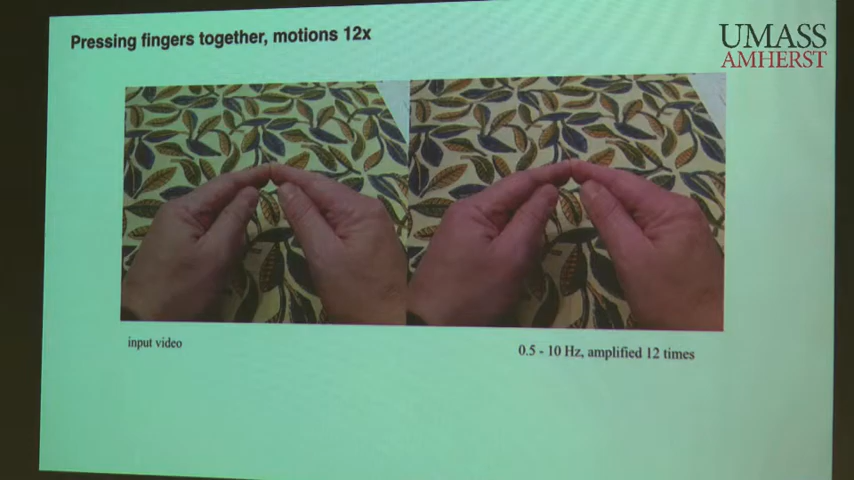 Pressing fingers together, motions 12x
UMASS
AMHERST
input video
0.5 - 10 Hz, amplified 12 times